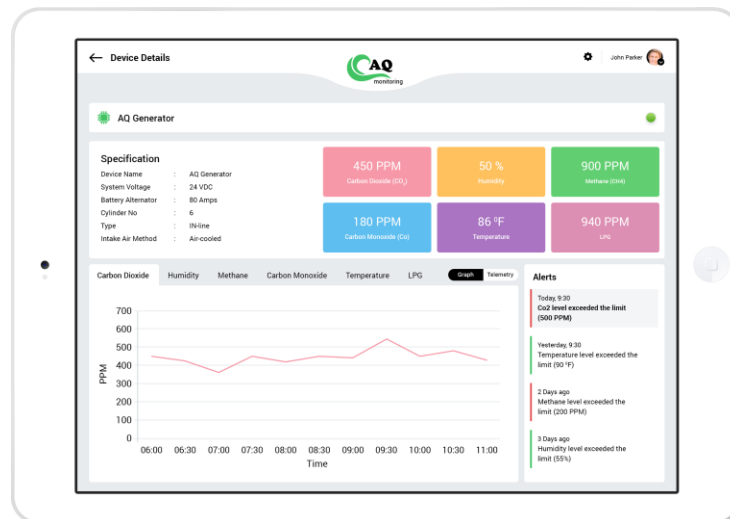 Device Details
AQ
monitoring
John Parker
AQ Generator
Specification
Device Name : AQ Generator
System Voltage : 24 VDC
Battery Alternator : 80 Amps
Cylinder No : 6
Type : IN-line
Intake Air Method : Air-cooled
450 PPM
Carbon Dioxide (CO2)
50 %
Humidity
900 PPM
Methane (CH4)
180 PPM
Carbon Monoxide (Co)
86 ºF
Temperature
940 PPM
LPG
Carbon Dioxide Humidity Methane Carbon Monoxide Temperature LPG Graph Telemetry
700
600
500
400
300
200
100
0
PPM
06:00 06:30 07:00 07:30 08:00 08:30 09:00 09:30 10:00 10:30 11:00
Time
Alerts
Today, 9:30
Co2 level exceeded the limit
(500 PPM)
Yesterday, 9:30
Temperature level exceeded the
limit (90 ºF)
2 Days ago
Methane level exceeded the
limit (200 PPM)
3 Days ago
Humidity level exceeded the
limit (55%)